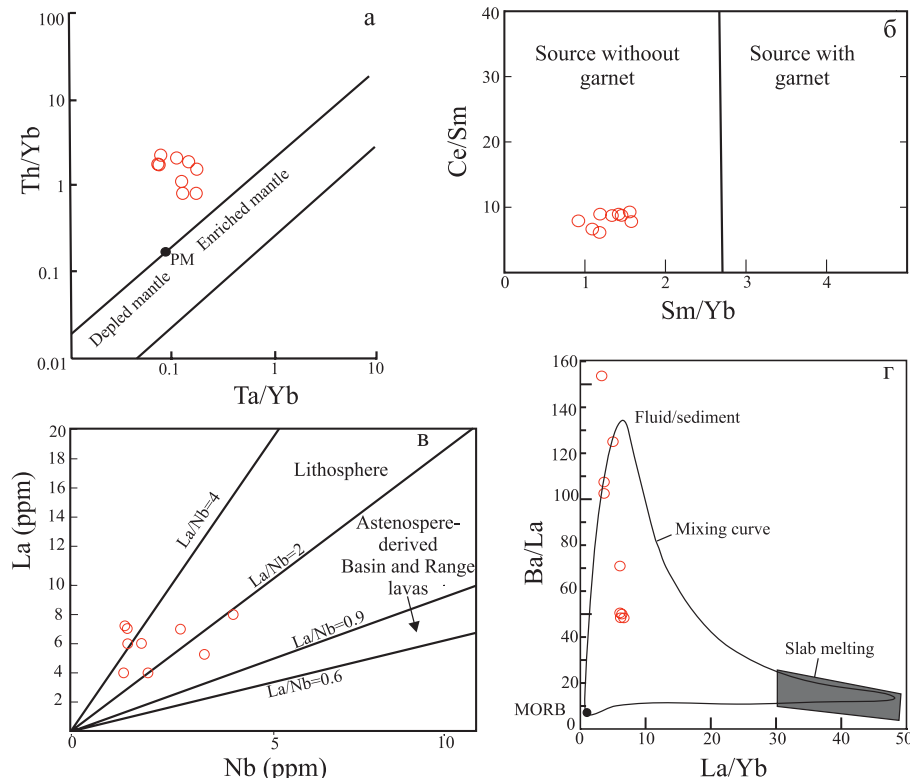 а
100
10
1
0.1
0.01
Th/Yb
Enriched mantle
PM
Depled mantle
0.1
1
10
Ta/Yb
б
40
30
20
10
Ce/Sm
Source withoout
garnet
Source with
garnet
0
1
2
3
4
Sm/Yb
в
20
18
16
14
10
8
6
4
2
La (ppm)
Lithosphere
La/Nb=4
La/Nb=2
Astenospere-
derived
Basin and Range
lavas
La/Nb=0.9
La/Nb=0.6
0
5
10
Nb (ppm)
г
160
140
120
100
80
60
40
20
0
Ba/La
Fluid/sediment
Mixing curve
Slab melting
MORB
0
10
20
30
40
50
La/Yb